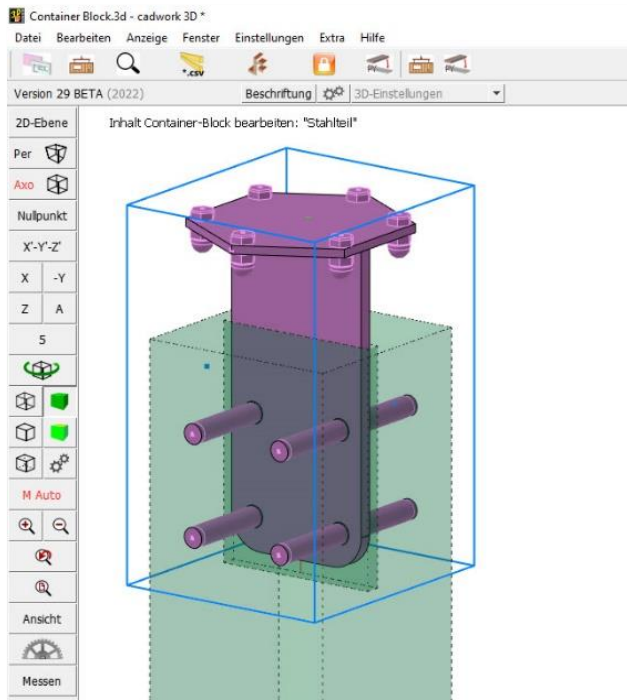 Container Block.3d - cadwork 3D *
Datei Bearbeiten Anzeige Fenster Einstellungen Extra Hilfe
*.csv
Version 29 BETA (2022) Beschriftung 3D-Einstellungen
2D-Ebene Inhalt Container-Block bearbeiten: "Stahlteil"
Per
Axo
Nullpunkt
X'-Y'-Z'
X -Y
Z A
5
M Auto
Ansicht
Messen